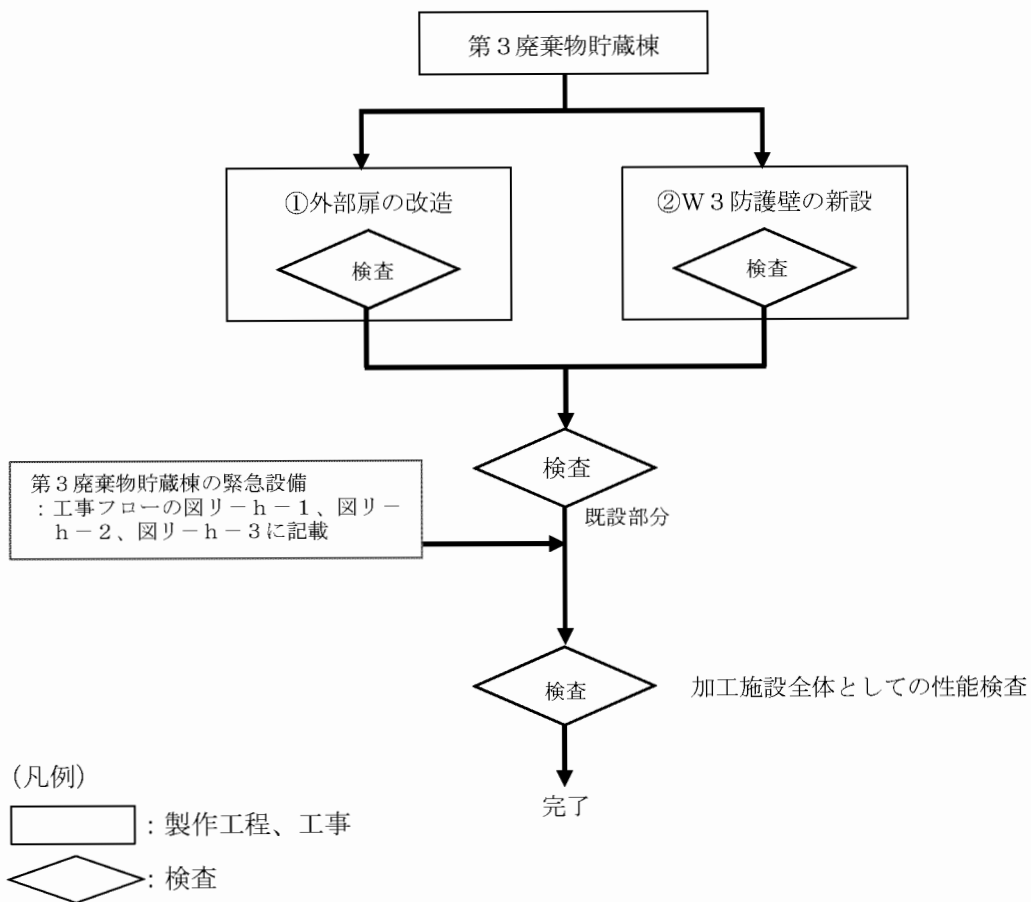 第３廃棄物貯蔵棟
①外部扉の改造
検査
②Ｗ３防護壁の新設
検査
検査
既設部分
第３廃棄物貯蔵棟の緊急設備
：工事フローの図リ－ｈ－１、図リ－
ｈ－２、図リ－ｈ－３に記載
検査
加工施設全体としての性能検査
完了
（凡例）
：製作工程、工事
：検査